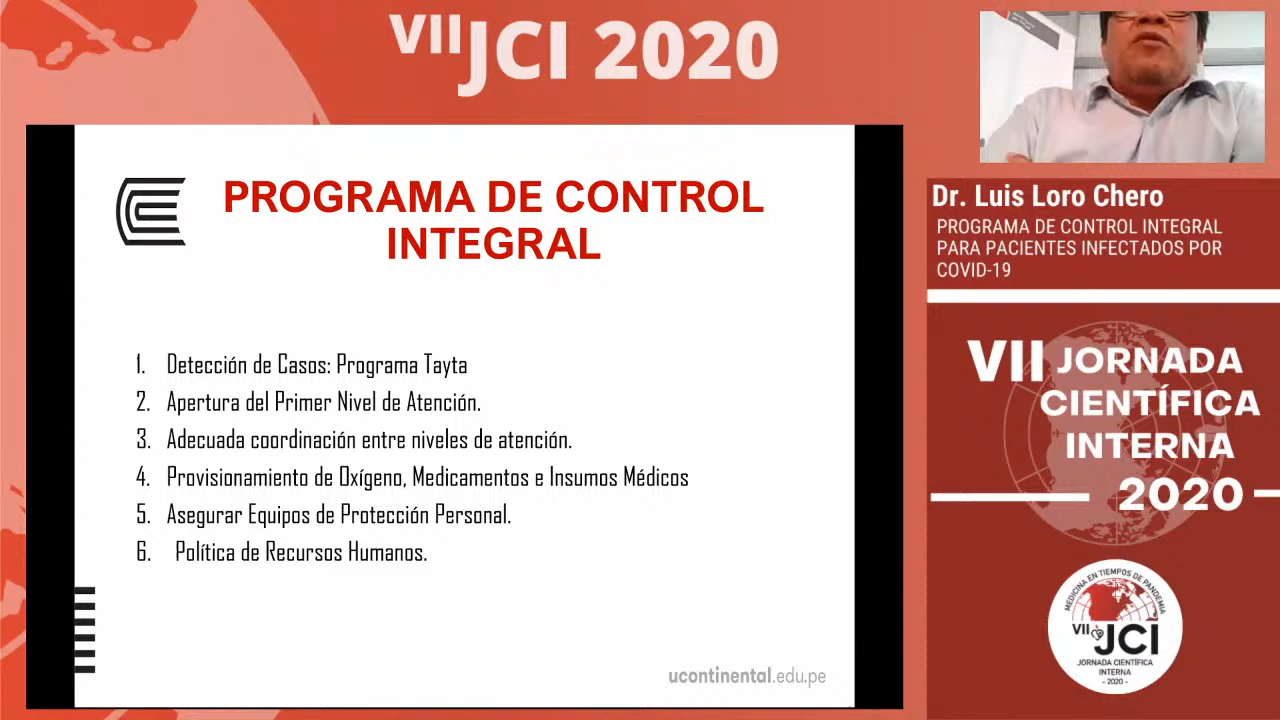 VII JCI 2020
PROGRAMA DE CONTROL
INTEGRAL
1. Detección de Casos: Programa Tayta
2. Apertura del Primer Nivel de Atención.
3. Adecuada coordinación entre niveles de atención.
4. Provisionamiento de Oxígeno, Medicamentos e Insumos Médicos
5. Asegurar Equipos de Protección Personal.
6. Política de Recursos Humanos.
ucontinental.edu.pe
Dr. Luis Loro Chero
PROGRAMA DE CONTROL INTEGRAL
PARA PACIENTES INFECTADOS POR
COVID-19
VII JORNADA
CIENTÍFICA
INTERNA
2020
MEDICINA EN TIEMPOS DE PANDEMIA
VII JCI
JORNADA CIENTÍFICA
INTERNA
- 2020 -